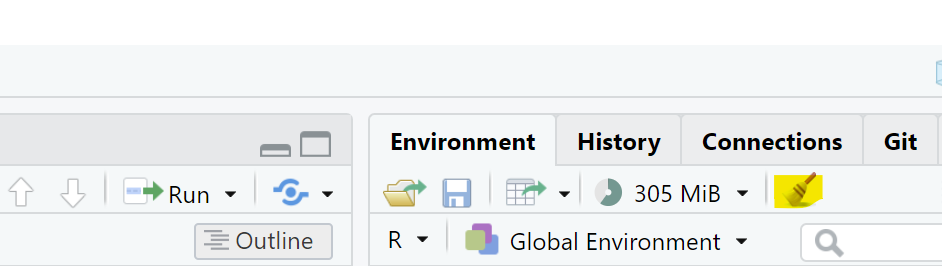 Environment History Connections Git
Run 305 MiB
Outline R Global Environment